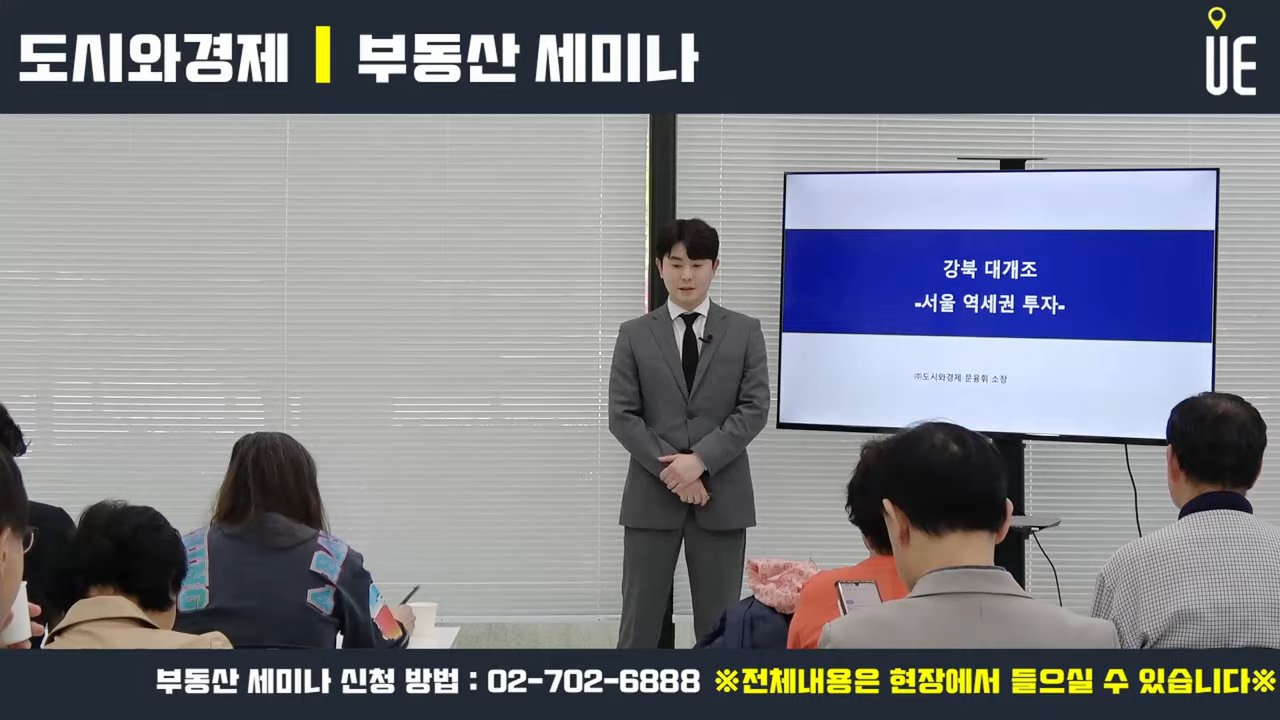 도시와경제 | 부동산 세미나
UE
강북 대개조
-서울 역세권 투자-
㈜도시와경제 문융휘 소장
부동산 세미나 신청 방법 : 02-702-6888 ※전체내용은 현장에서 들으실 수 있습니다※